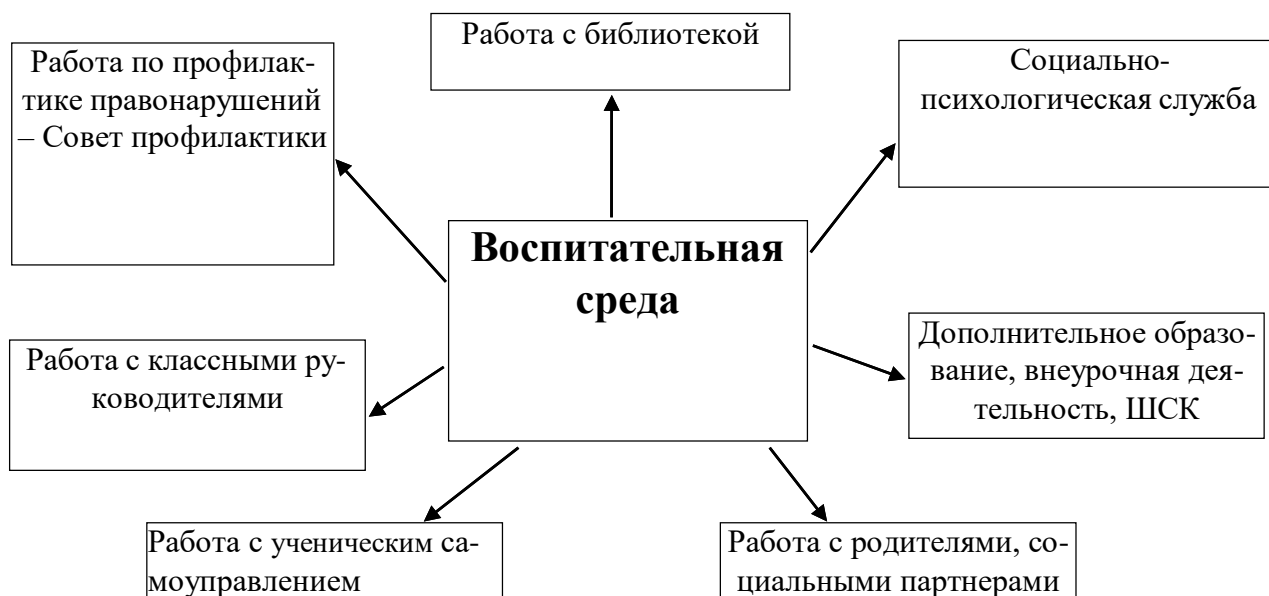 Работа с библиотекой
Работа по профилак-
тике правонарушений
– Совет профилактики
Социально-
психологическая служба
Воспитательная
среда
Работа с классными ру-
ководителями
Дополнительное образо-
вание, внеурочная дея-
тельность, ШСК
Работа с ученическим са-
моуправлением
Работа с родителями, со-
циальными партнерами